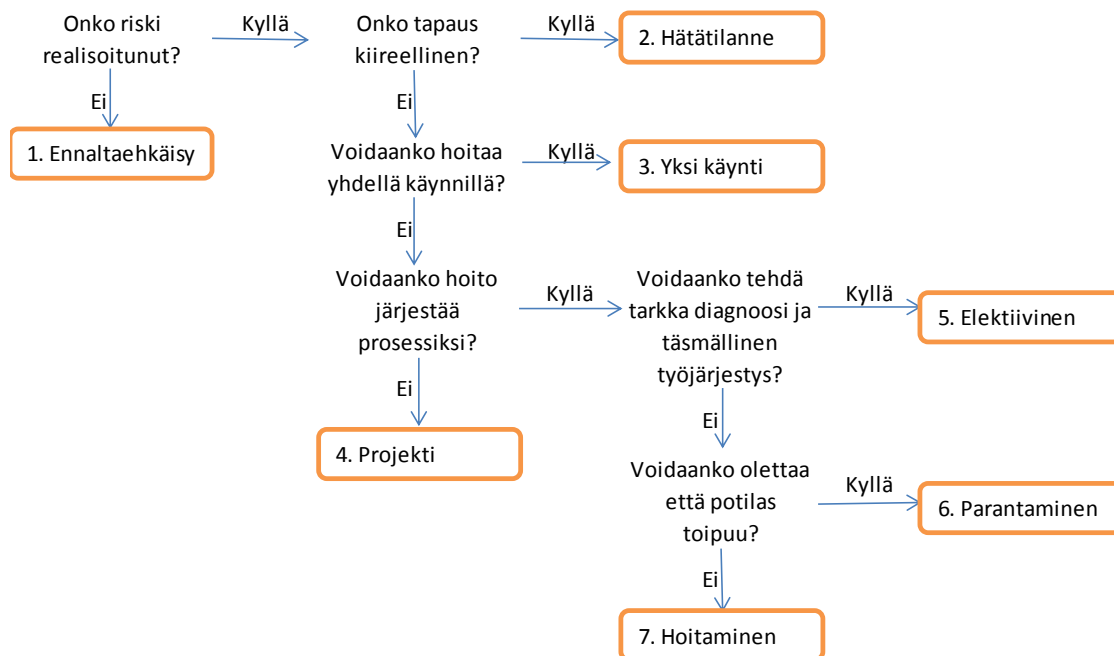 Onko riski
realisoitunut?
Kyllä
Onko tapaus
kiireellinen?
Kyllä
2. Hätätilanne
Ei
Ei
1. Ennaltaehkäisy
Voidaanko hoitaa
yhdellä käynnillä?
Kyllä
3. Yksi käynti
Ei
Voidaanko hoito
järjestää
prosessiksi?
Kyllä
Voidaanko tehdä
tarkka diagnoosi ja
täsmällinen
työjärjestys?
Kyllä
5. Elektiivinen
Ei
4. Projekti
Ei
Voidaanko olettaa
että potilas
toipuu?
Kyllä
6. Parantaminen
Ei
7. Hoitaminen